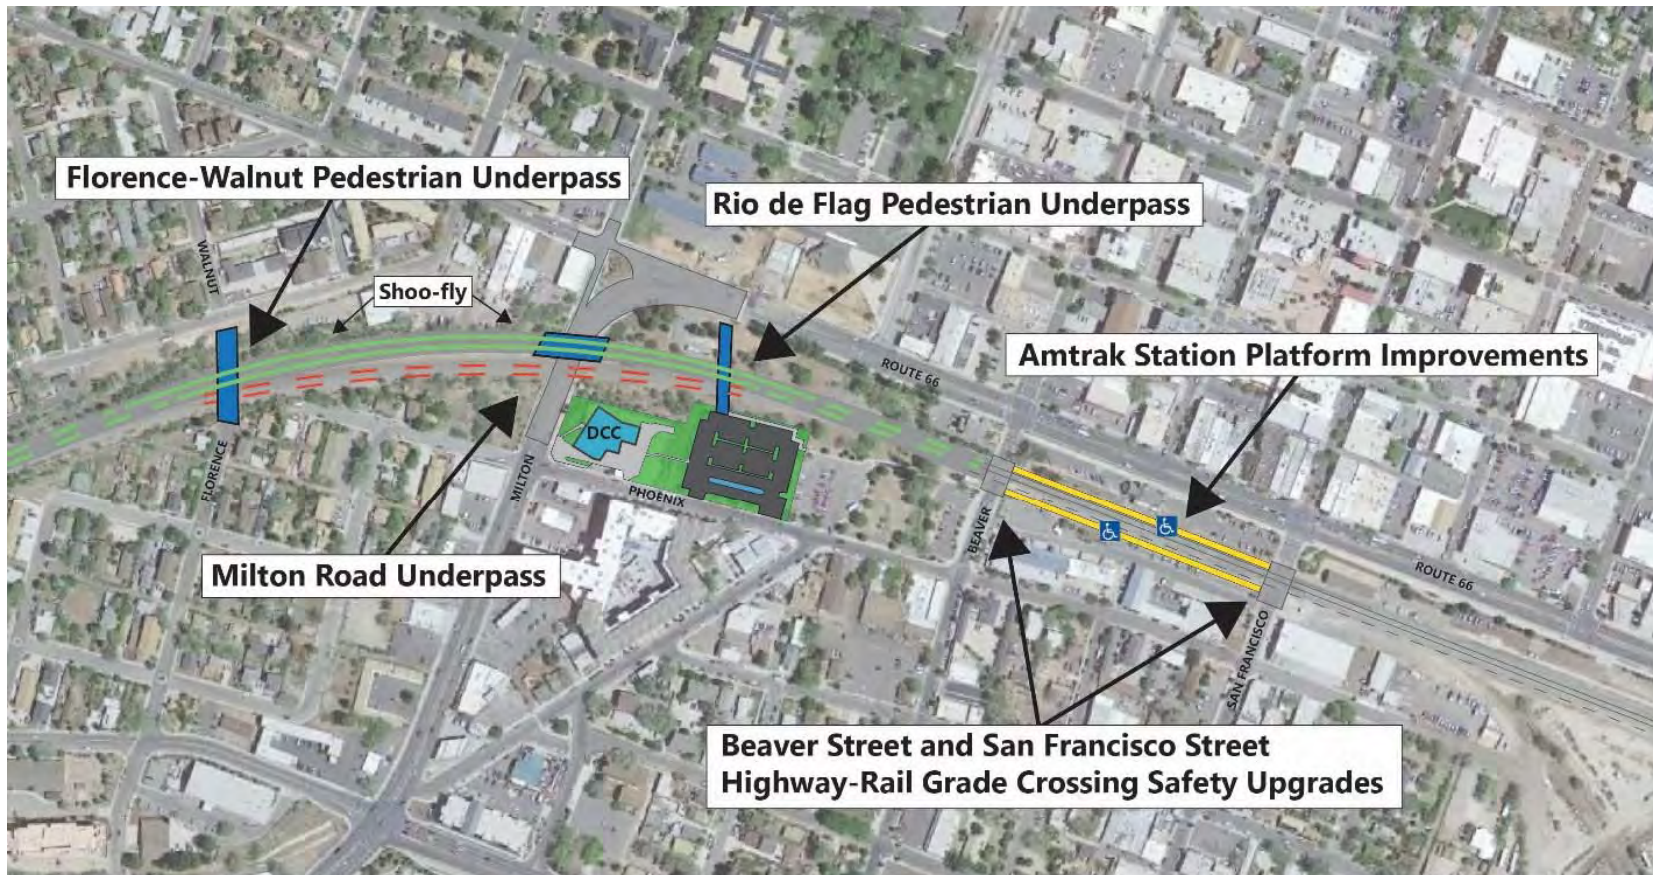 Florence-Walnut Pedestrian Underpass
Rio de Flag Pedestrian Underpass
WALNUT
Shoo-fly
Amtrak Station Platform Improvements
ROUTE 66
DCC
FLORENCE
MILTON
PHOENIX
BEAVER
ROUTE 66
Milton Road Underpass
SAN FRANCISCO
Beaver Street and San Francisco Street
Highway-Rail Grade Crossing Safety Upgrades